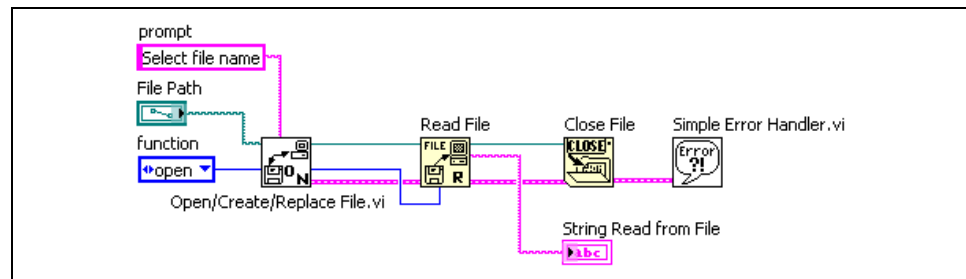 prompt
Select file name
File Path
function
open
Open/Create/Replace File.vi
O
N
Read File
FILE
R
Close File
CLOSE
Simple Error Handler.vi
Error
?!
String Read from File
abc